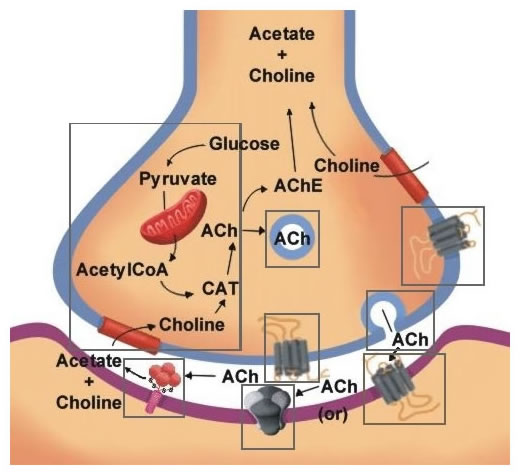 Acetate
+
Choline
Glucose
Choline
Pyruvate
AChE
ACh
ACh
AcetylCoA
CAT
Choline
ACh
Acetate
+
Choline
ACh
ACh
(or)